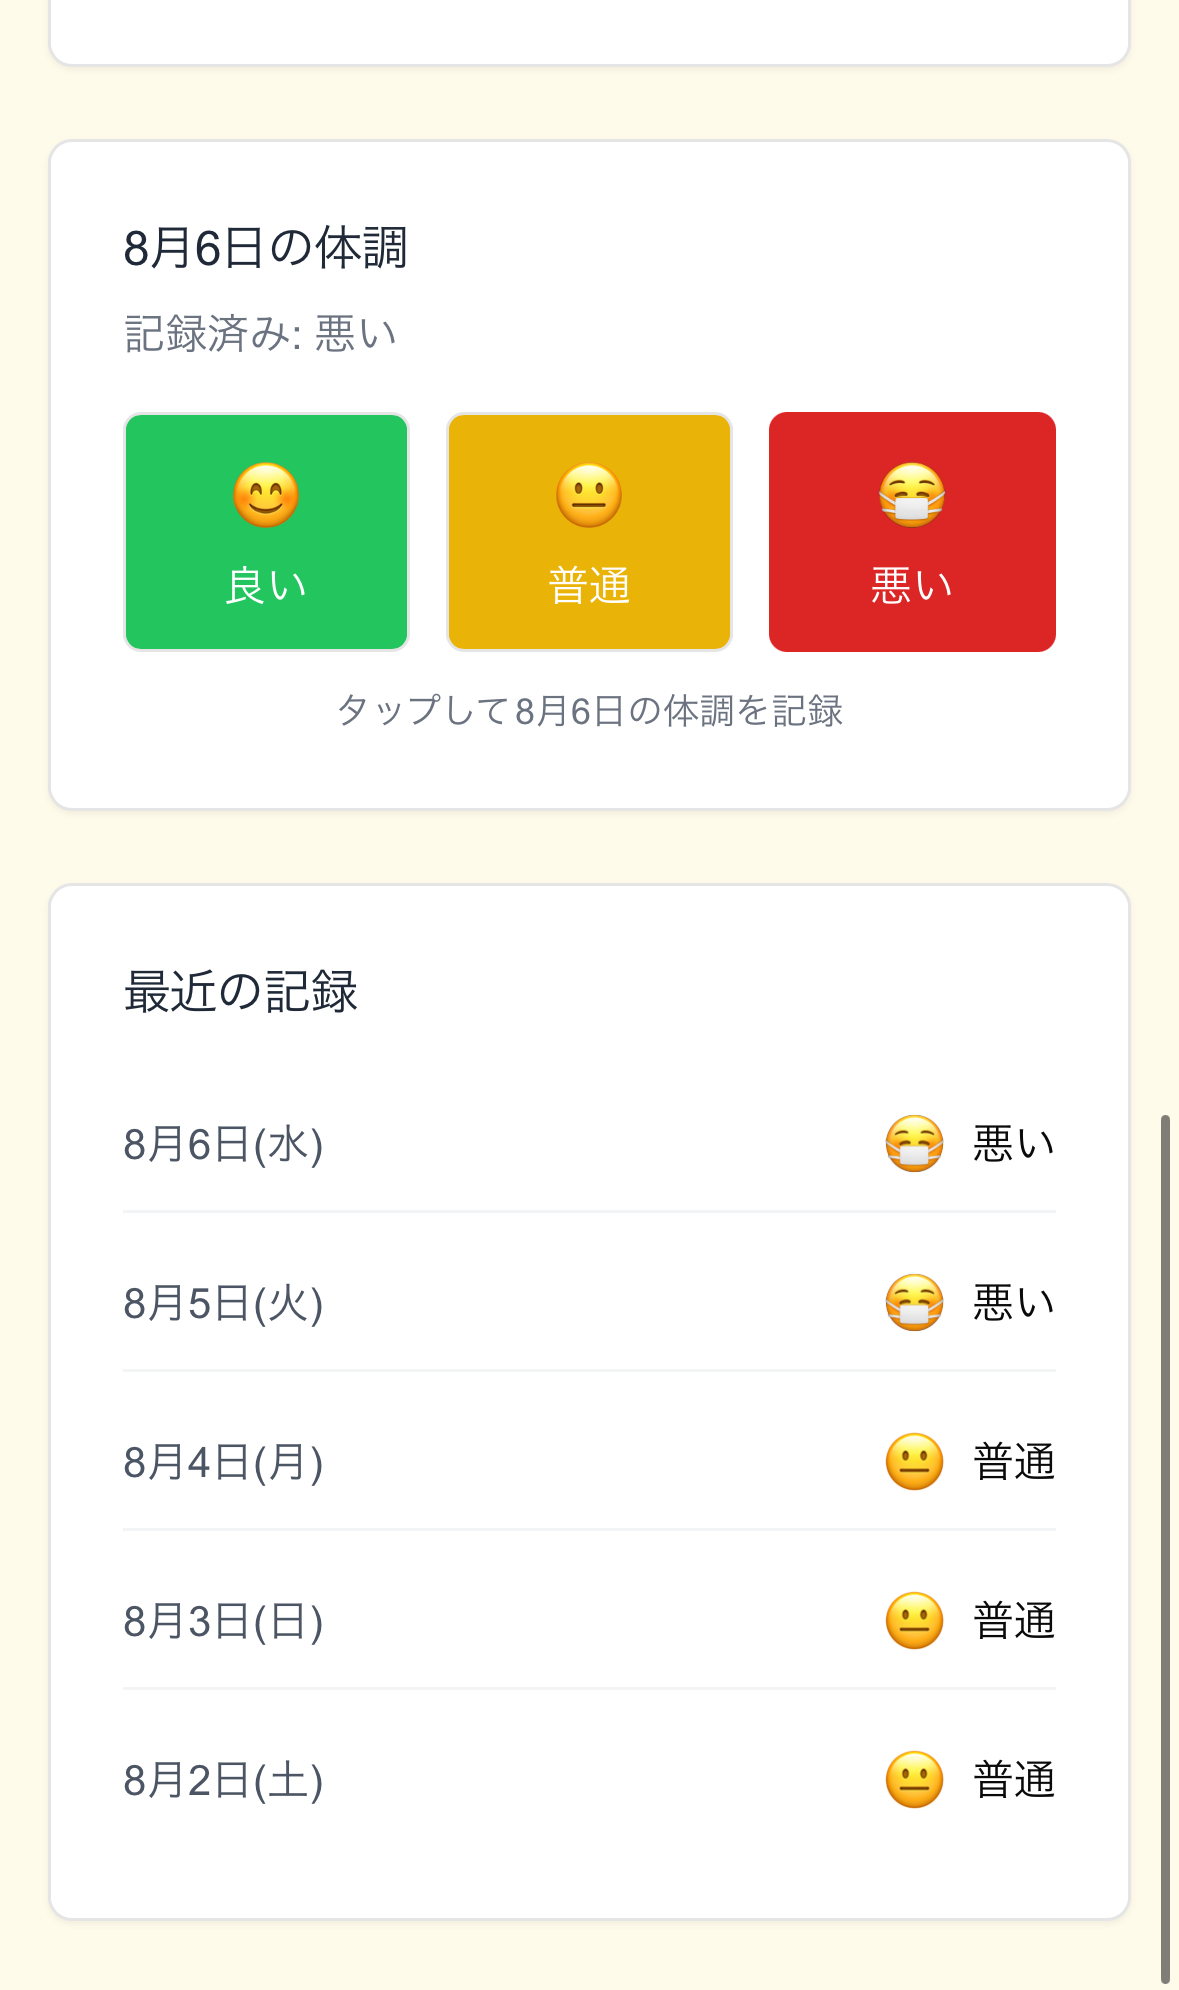 8月6日の体調
記録済み: 悪い
良い
普通
悪い
タップして8月6日の体調を記録
最近の記録
8月6日(水) 悪い
8月5日(火) 悪い
8月4日(月) 普通
8月3日(日) 普通
8月2日(土) 普通